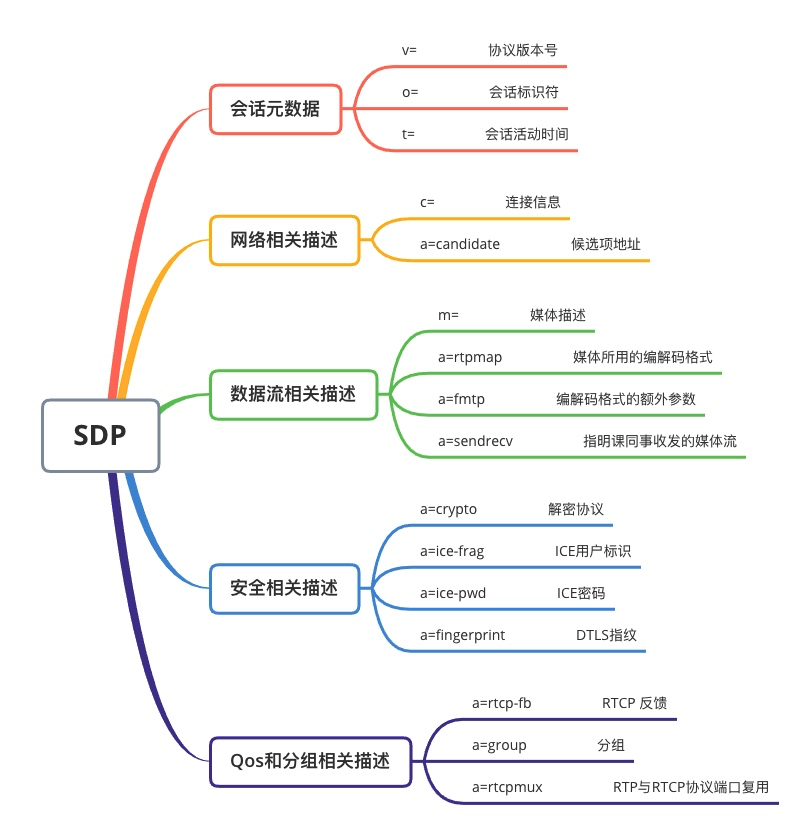 SDP
会话元数据
v= 协议版本号
o= 会话标识符
t= 会话活动时间
网络相关描述
c= 连接信息
a=candidate 候选项地址
数据流相关描述
m= 媒体描述
a=rtpmap 媒体所用的编解码格式
a=fmtp 编解码格式的额外参数
a=sendrecv 指明课同事收发的媒体流
安全相关描述
a=crypto 解密协议
a=ice-frag ICE用户标识
a=ice-pwd ICE密码
a=fingerprint DTLS指纹
Qos和分组相关描述
a=rtcp-fb RTCP 反馈
a=group 分组
a=rtcpmux RTP与RTCP协议端口复用